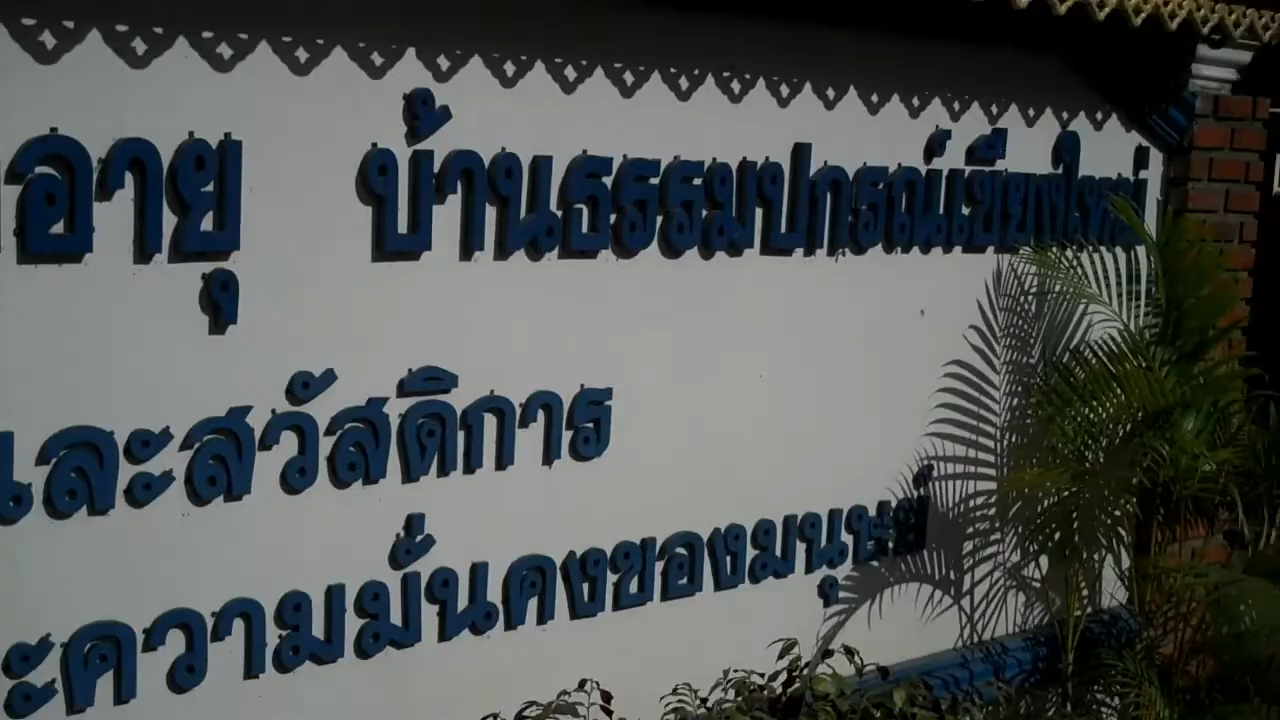 อายุ บ้านธรรมปกรณ์เชียงใหม่
และสวัสดิการ
ะความมั่นคงของมนุษย์